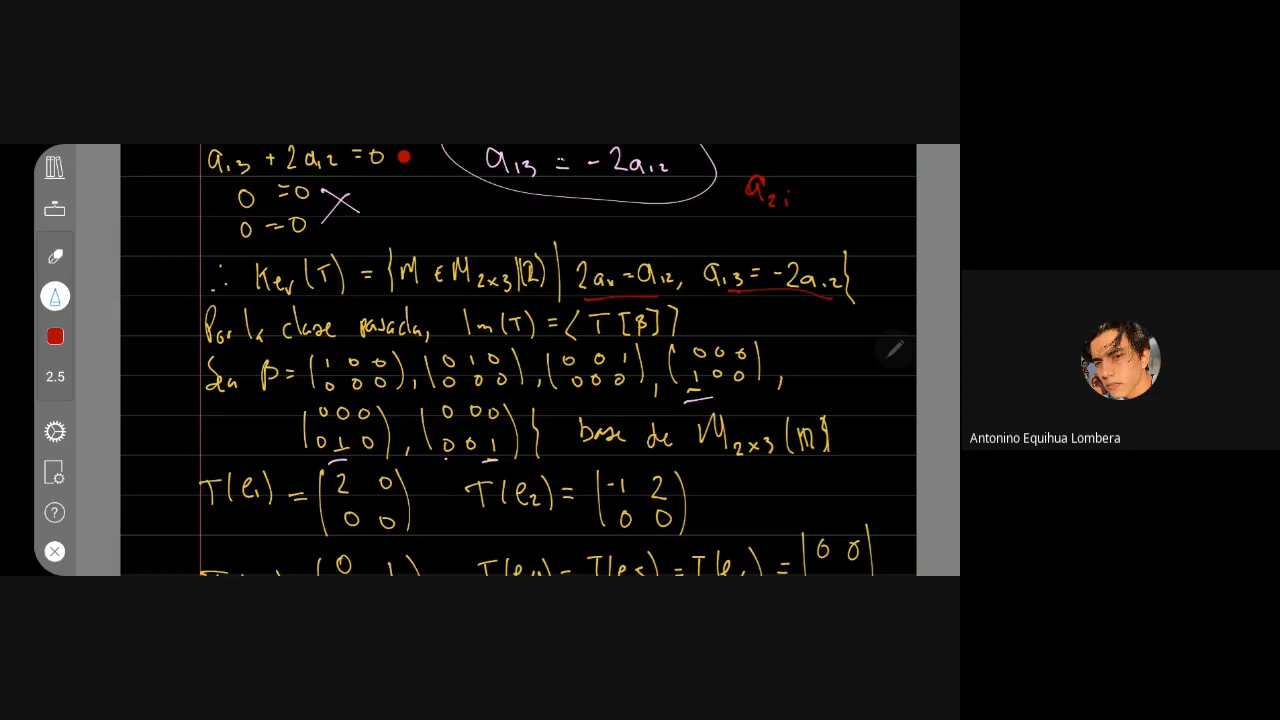 a₁₃ + 2a₁₂ = 0
a₁₃ = - 2a₁₂
a₂ᵢ
0 = 0
0 = 0
∴ Ker (T) = { M ∈ M₂ₓ₃(ℝ) | 2a₁₁ = a₁₂, a₁₃ = -2a₁₂ }
Por la clase pasada, Im(T) = ⟨ T[β] ⟩
Sea β = { (1 0 0 / 0 0 0), (0 1 0 / 0 0 0), (0 0 1 / 0 0 0), (0 0 0 / 1 0 0),
(0 0 0 / 0 1 0), (0 0 0 / 0 0 1) } base de M₂ₓ₃(ℝ)
T(e₁) = (2 0 / 0 0) T(e₂) = (-1 2 / 0 0)
0 1 = = T( ) = (0 0
2.5
Antonino Equihua Lombera